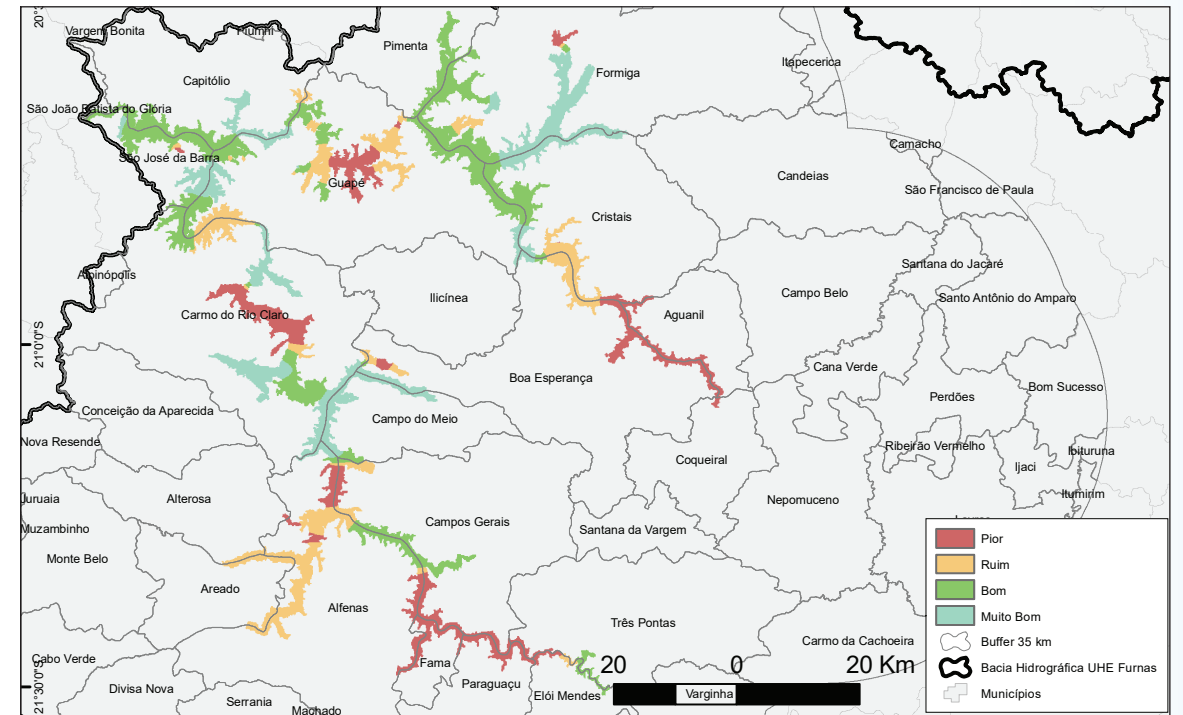 20°3
Vargem Bonita
Piumhi
Pimenta
Capitólio
Formiga
Itapecerica
São João Batista do Glória
São José da Barra
Guapé
Camacho
Candeias
São Francisco de Paula
Cristais
Alpinópolis
Ilicínea
Santana do Jacaré
Campo Belo
Santo Antônio do Amparo
Carmo do Rio Claro
Aguanil
21°0'0"S
Boa Esperança
Cana Verde
Bom Sucesso
Conceição da Aparecida
Campo do Meio
Perdões
Nova Resende
Ribeirão Vermelho
Ibituruna
Coqueiral
Ijaci
Juruaia
Alterosa
Nepomuceno
Itumirim
Muzambinho
Campos Gerais
Santana da Vargem
Monte Belo
Areado
Alfenas
Três Pontas
Carmo da Cachoeira
Cabo Verde
Fama
21°30'0"S
Divisa Nova
Paraguaçu
Elói Mendes
Serrania
Machado
Varginha
20 0 20 Km
Pior
Ruim
Bom
Muito Bom
Buffer 35 km
Bacia Hidrográfica UHE Furnas
Municípios